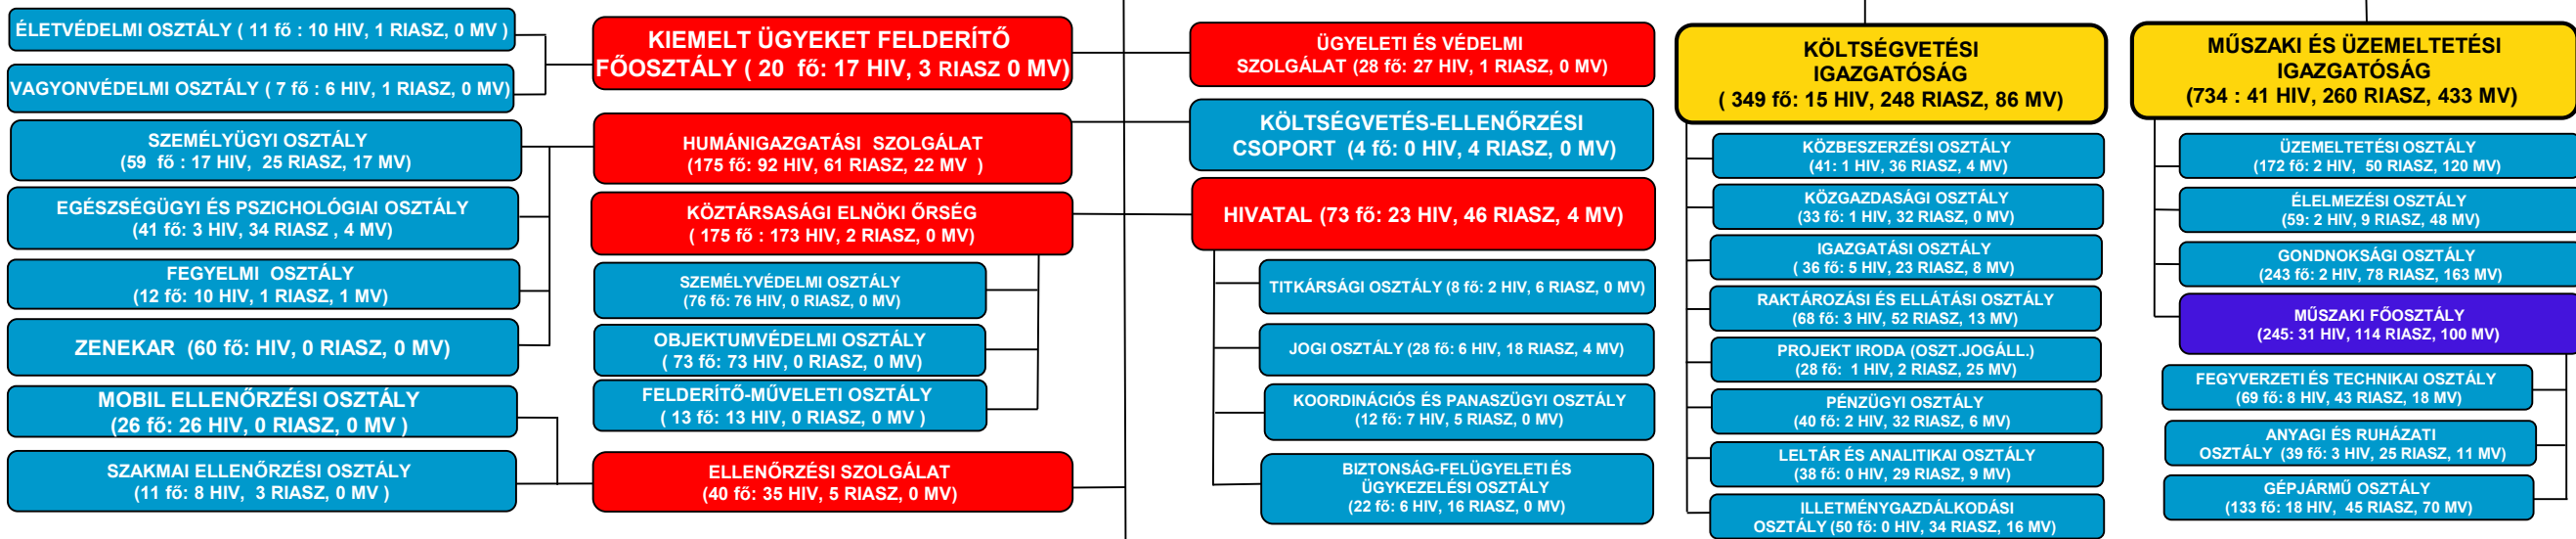 ÉLETVÉDELMI OSZTÁLY ( 11 fő : 10 HIV, 1 RIASZ, 0 MV )
VAGYONVÉDELMI OSZTÁLY ( 7 fő : 6 HIV, 1 RIASZ, 0 MV)
SZEMÉLYÜGYI OSZTÁLY
(59 fő : 17 HIV, 25 RIASZ, 17 MV)
EGÉSZSÉGÜGYI ÉS PSZICHOLÓGIAI OSZTÁLY
(41 fő: 3 HIV, 34 RIASZ , 4 MV)
FEGYELMI OSZTÁLY
(12 fő: 10 HIV, 1 RIASZ, 1 MV)
ZENEKAR (60 fő: HIV, 0 RIASZ, 0 MV)
MOBIL ELLENŐRZÉSI OSZTÁLY
(26 fő: 26 HIV, 0 RIASZ, 0 MV )
SZAKMAI ELLENŐRZÉSI OSZTÁLY
(11 fő: 8 HIV, 3 RIASZ, 0 MV )
KIEMELT ÜGYEKET FELDERÍTŐ
FŐOSZTÁLY ( 20 fő: 17 HIV, 3 RIASZ 0 MV)
HUMÁNIGAZGATÁSI SZOLGÁLAT
(175 fő: 92 HIV, 61 RIASZ, 22 MV )
KÖZTÁRSASÁGI ELNÖKI ŐRSÉG
( 175 fő : 173 HIV, 2 RIASZ, 0 MV)
SZEMÉLYVÉDELMI OSZTÁLY
(76 fő: 76 HIV, 0 RIASZ, 0 MV)
OBJEKTUMVÉDELMI OSZTÁLY
( 73 fő: 73 HIV, 0 RIASZ, 0 MV)
FELDERÍTŐ-MŰVELETI OSZTÁLY
( 13 fő: 13 HIV, 0 RIASZ, 0 MV )
ELLENŐRZÉSI SZOLGÁLAT
(40 fő: 35 HIV, 5 RIASZ, 0 MV)
ÜGYELETI ÉS VÉDELMI
SZOLGÁLAT (28 fő: 27 HIV, 1 RIASZ, 0 MV)
KÖLTSÉGVETÉS-ELLENŐRZÉSI
CSOPORT (4 fő: 0 HIV, 4 RIASZ, 0 MV)
HIVATAL (73 fő: 23 HIV, 46 RIASZ, 4 MV)
TITKÁRSÁGI OSZTÁLY (8 fő: 2 HIV, 6 RIASZ, 0 MV)
JOGI OSZTÁLY (28 fő: 6 HIV, 18 RIASZ, 4 MV)
KOORDINÁCIÓS ÉS PANASZÜGYI OSZTÁLY
(12 fő: 7 HIV, 5 RIASZ, 0 MV)
BIZTONSÁG-FELÜGYELETI ÉS
ÜGYKEZELÉSI OSZTÁLY
(22 fő: 6 HIV, 16 RIASZ, 0 MV)
KÖLTSÉGVETÉSI
IGAZGATÓSÁG
( 349 fő: 15 HIV, 248 RIASZ, 86 MV)
KÖZBESZERZÉSI OSZTÁLY
(41: 1 HIV, 36 RIASZ, 4 MV)
KÖZGAZDASÁGI OSZTÁLY
(33 fő: 1 HIV, 32 RIASZ, 0 MV)
IGAZGATÁSI OSZTÁLY
( 36 fő: 5 HIV, 23 RIASZ, 8 MV)
RAKTÁROZÁSI ÉS ELLÁTÁSI OSZTÁLY
(68 fő: 3 HIV, 52 RIASZ, 13 MV)
PROJEKT IRODA (OSZT.JOGÁLL.)
(28 fő: 1 HIV, 2 RIASZ, 25 MV)
PÉNZÜGYI OSZTÁLY
(40 fő: 2 HIV, 32 RIASZ, 6 MV)
LELTÁR ÉS ANALITIKAI OSZTÁLY
(38 fő: 0 HIV, 29 RIASZ, 9 MV)
ILLETMÉNYGAZDÁLKODÁSI
OSZTÁLY (50 fő: 0 HIV, 34 RIASZ, 16 MV)
MŰSZAKI ÉS ÜZEMELTETÉSI
IGAZGATÓSÁG
(734 : 41 HIV, 260 RIASZ, 433 MV)
ÜZEMELTETÉSI OSZTÁLY
(172 fő: 2 HIV, 50 RIASZ, 120 MV)
ÉLELMEZÉSI OSZTÁLY
(59: 2 HIV, 9 RIASZ, 48 MV)
GONDNOKSÁGI OSZTÁLY
(243 fő: 2 HIV, 78 RIASZ, 163 MV)
MŰSZAKI FŐOSZTÁLY
(245: 31 HIV, 114 RIASZ, 100 MV)
FEGYVERZETI ÉS TECHNIKAI OSZTÁLY
(69 fő: 8 HIV, 43 RIASZ, 18 MV)
ANYAGI ÉS RUHÁZATI
OSZTÁLY (39 fő: 3 HIV, 25 RIASZ, 11 MV)
GÉPJÁRMŰ OSZTÁLY
(133 fő: 18 HIV, 45 RIASZ, 70 MV)